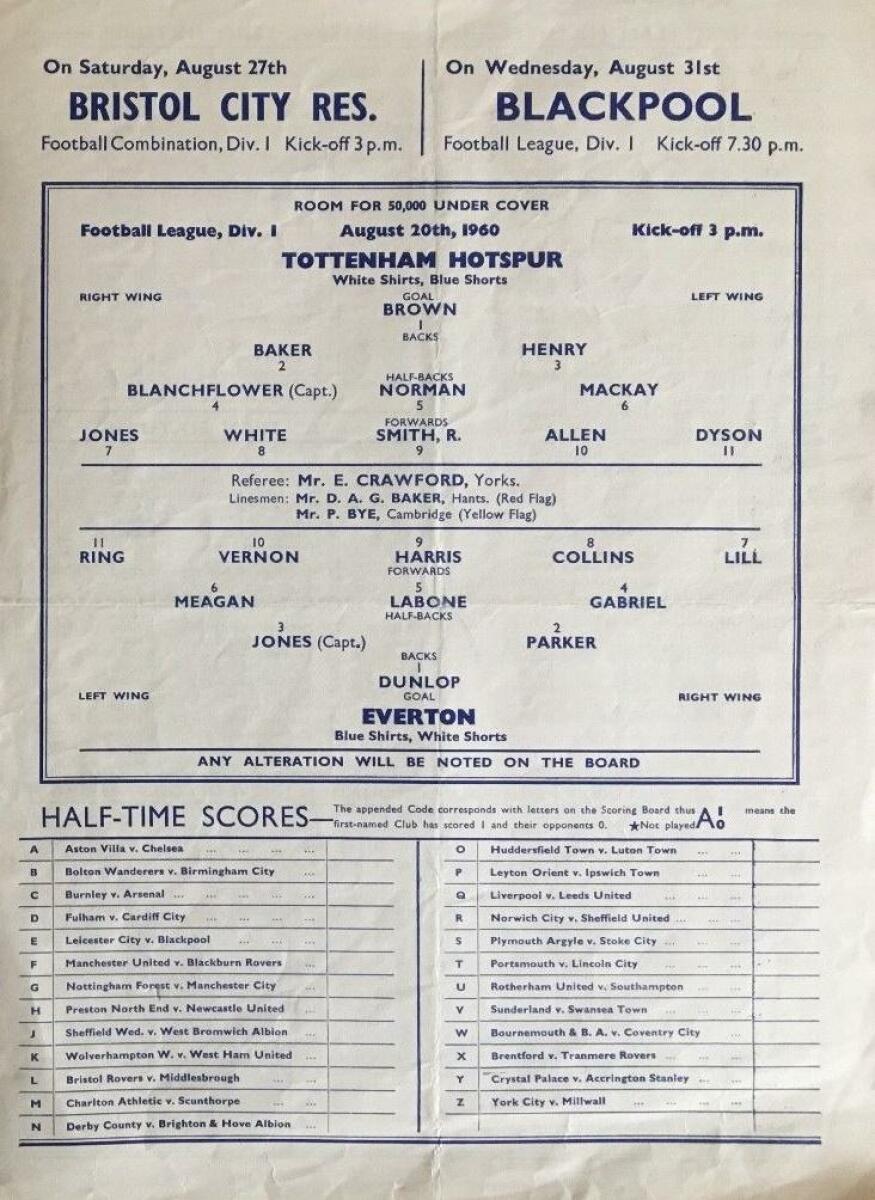 On Saturday, August 27th
BRISTOL CITY RES.
Football Combination, Div. I Kick-off 3 p.m.
On Wednesday, August 31st
BLACKPOOL
Football League, Div. I Kick-off 7.30 p.m.
ROOM FOR 50,000 UNDER COVER
Football League, Div. I August 20th, 1960 Kick-off 3 p.m.
TOTTENHAM HOTSPUR
White Shirts, Blue Shorts
RIGHT WING GOAL LEFT WING
BROWN
1
BACKS
BAKER HENRY
2 3
HALF-BACKS
BLANCHFLOWER (Capt.) NORMAN MACKAY
4 5 6
FORWARDS
JONES WHITE SMITH, R. ALLEN DYSON
7 8 9 10 11
Referee: Mr. E. CRAWFORD, Yorks.
Linesmen: Mr. D. A. G. BAKER, Hants. (Red Flag)
Mr. P. BYE, Cambridge (Yellow Flag)
11 10 9 8 7
RING VERNON HARRIS COLLINS LILL
FORWARDS
6 5 4
MEAGAN LABONE GABRIEL
HALF-BACKS
3 2
JONES (Capt.) PARKER
BACKS
1
DUNLOP
LEFT WING GOAL RIGHT WING
EVERTON
Blue Shirts, White Shorts
ANY ALTERATION WILL BE NOTED ON THE BOARD
HALF-TIME SCORES—The appended Code corresponds with letters on the Scoring Board thus A 1 0 means the
first-named Club has scored 1 and their opponents 0. ★Not played
A Aston Villa v. Chelsea ... ... ... ...
B Bolton Wanderers v. Birmingham City ...
C Burnley v. Arsenal ... ... ... ...
D Fulham v. Cardiff City ... ... ... ...
E Leicester City v. Blackpool ... ... ...
F Manchester United v. Blackburn Rovers ...
G Nottingham Forest v. Manchester City ...
H Preston North End v. Newcastle United ...
J Sheffield Wed. v. West Bromwich Albion ...
K Wolverhampton W. v. West Ham United ...
L Bristol Rovers v. Middlesbrough ... ...
M Charlton Athletic v. Scunthorpe ... ...
N Derby County v. Brighton & Hove Albion ...
O Huddersfield Town v. Luton Town ... ...
P Leyton Orient v. Ipswich Town ... ...
Q Liverpool v. Leeds United ... ... ...
R Norwich City v. Sheffield United ... ... ...
S Plymouth Argyle v. Stoke City ... ... ...
T Portsmouth v. Lincoln City ... ... ...
U Rotherham United v. Southampton ... ...
V Sunderland v. Swansea Town ... ... ...
W Bournemouth & B. A. v. Coventry City ...
X Brentford v. Tranmere Rovers ... ... ...
Y Crystal Palace v. Accrington Stanley ... ...
Z York City v. Millwall ... ... ... ...